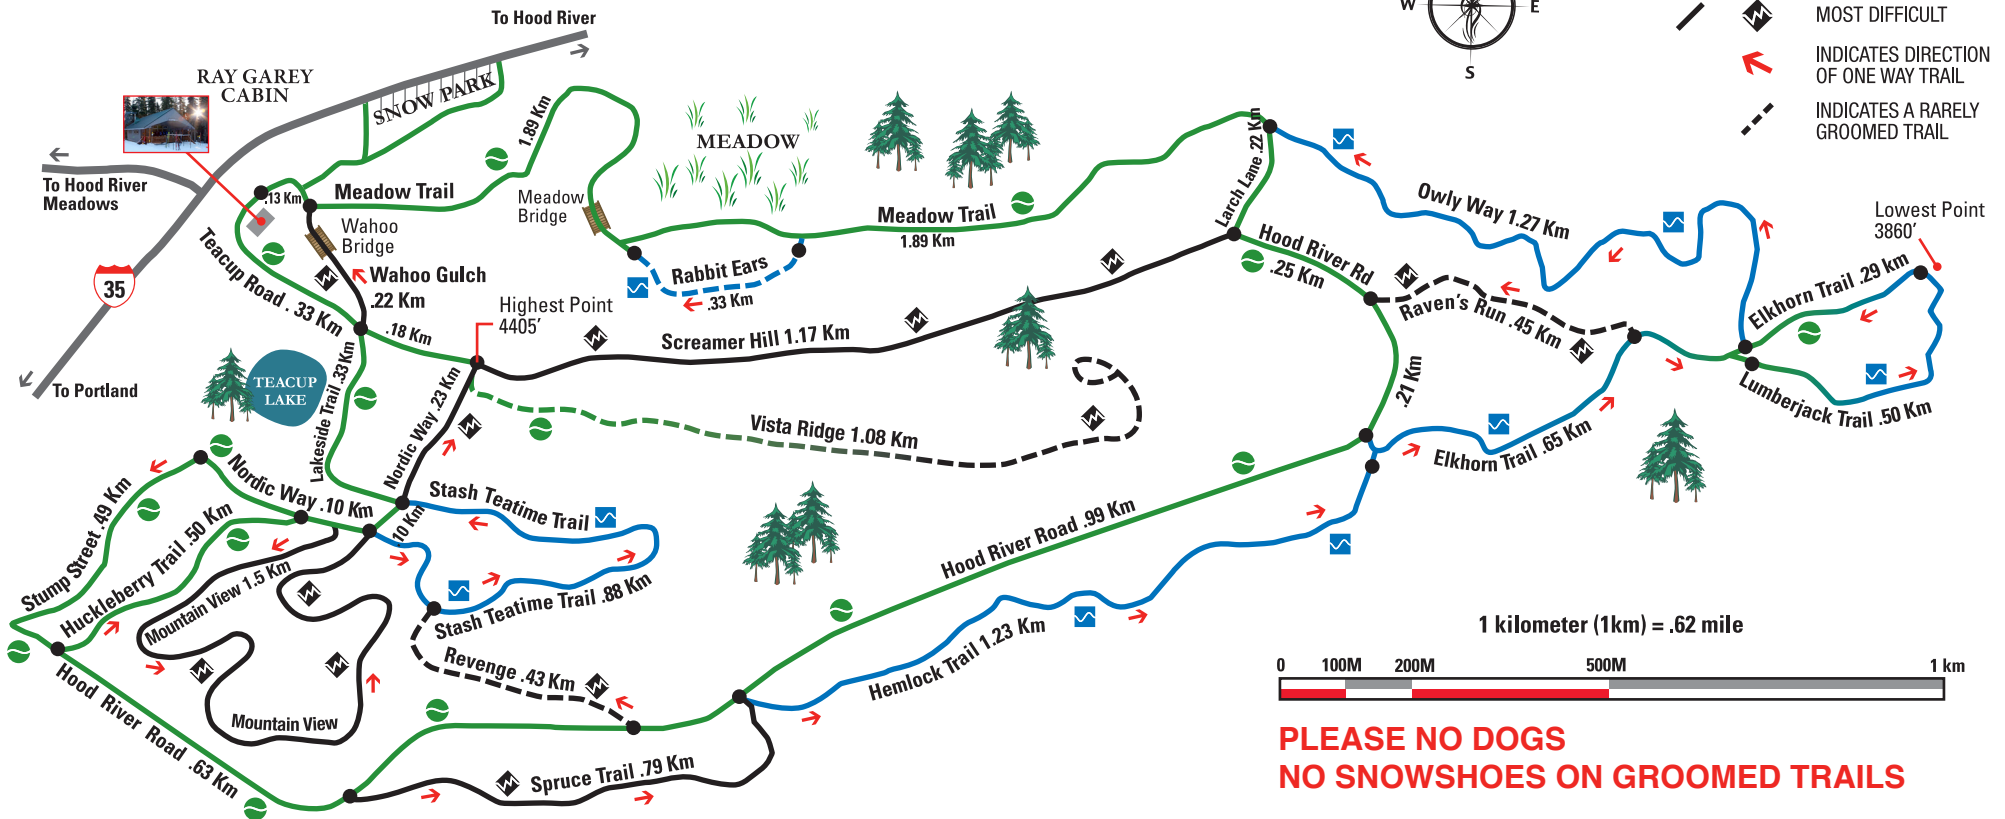 To Hood River
W
E
S
MOST DIFFICULT
INDICATES DIRECTION
OF ONE WAY TRAIL
INDICATES A RARELY
GROOMED TRAIL
RAY GAREY
CABIN
SNOW PARK
1.89 Km
MEADOW
To Hood River
Meadows
.13 Km
Meadow Trail
Meadow
Bridge
Meadow Trail
1.89 Km
Larch Lane .22 Km
Owly Way 1.27 Km
Lowest Point
3860'
Wahoo
Bridge
Teacup Road .33 Km
Wahoo Gulch
.22 Km
Rabbit Ears
.33 Km
Hood River Rd
.25 Km
Raven's Run .45 Km
Elkhorn Trail .29 km
35
Highest Point
4405'
.18 Km
Screamer Hill 1.17 Km
To Portland
TEACUP
LAKE
Lakeside Trail .33Km
Nordic Way .23 Km
Vista Ridge 1.08 Km
.21 Km
Lumberjack Trail .50 Km
Elkhorn Trail .65 Km
Nordic Way .10 Km
Stash Teatime Trail
.10 Km
Stump Street .49 Km
Huckleberry Trail .50 Km
Mountain View 1.5 Km
Stash Teatime Trail .88 Km
Hood River Road .99 Km
Revenge .43 Km
Hemlock Trail 1.23 Km
Mountain View
Hood River Road .63 Km
Spruce Trail .79 Km
1 kilometer (1km) = .62 mile
0 100M 200M 500M 1 km
PLEASE NO DOGS
NO SNOWSHOES ON GROOMED TRAILS